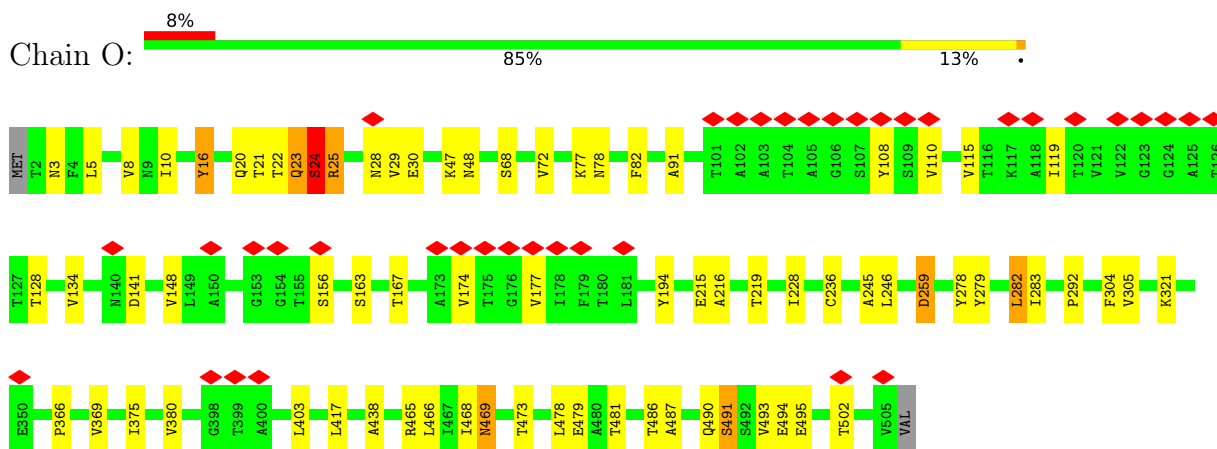 8%
Chain O:
85% 13% •
MET T2 N3 F4 L5 V8 N9 I10 Y16 Q20 T21 T22 Q23 S24 R25 N28 V29 E30 K47 N48 S68 V72 K77 N78 F82 A91 T101 A102 A103 T104 A105 G106 S107 Y108 S109 V110 V115 T116 K117 A118 I119 T120 V121 V122 G123 G124 A125 T126
T127 T128 V134 N140 D141 V148 L149 A150 G153 G154 T155 S156 S163 T167 A173 V174 T175 G176 V177 I178 F179 T180 L181 Y194 E215 A216 T219 I228 C236 A245 L246 D259 Y278 Y279 L282 I283 P292 F304 V305 K321
E350 P366 V369 I375 V380 G398 T399 A400 L403 L417 A438 R465 L466 I467 I468 N469 T473 L478 E479 A480 T481 T486 A487 Q490 S491 S492 V493 E494 E495 T502 V505 VAL